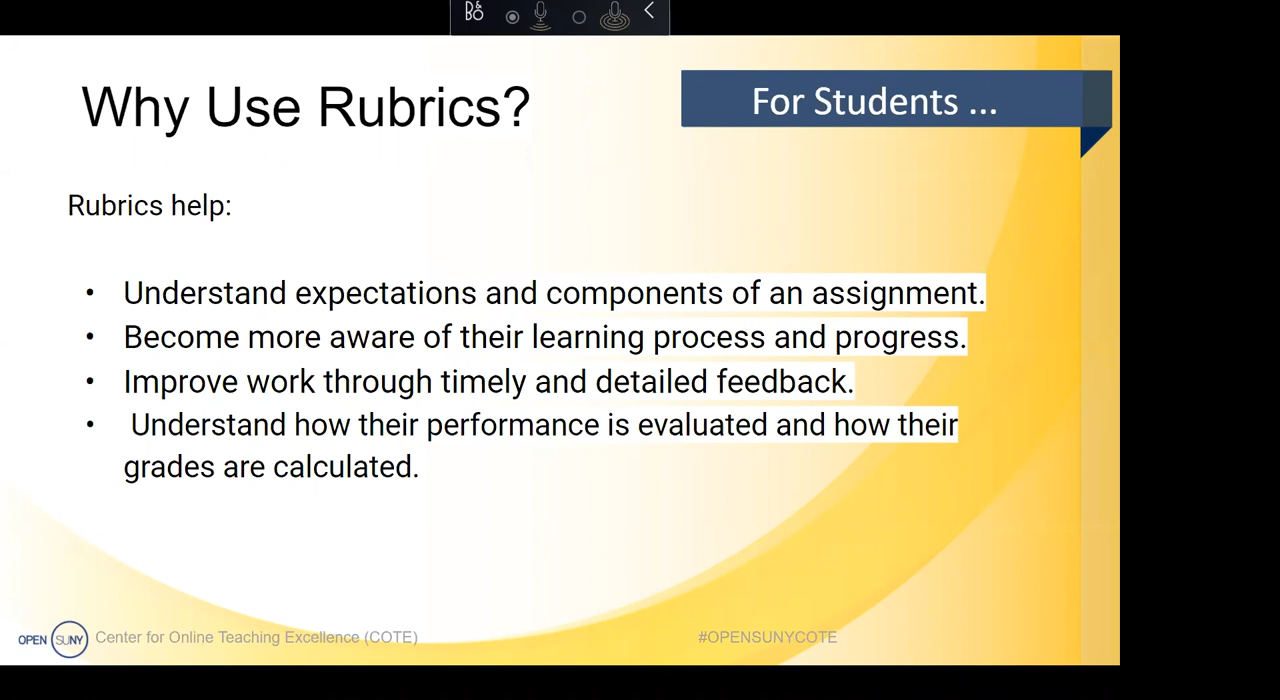 B&O
Why Use Rubrics?
For Students ...
Rubrics help:
• Understand expectations and components of an assignment.
• Become more aware of their learning process and progress.
• Improve work through timely and detailed feedback.
• Understand how their performance is evaluated and how their
grades are calculated.
OPEN SUNY Center for Online Teaching Excellence (COTE)
#OPENSUNYCOTE